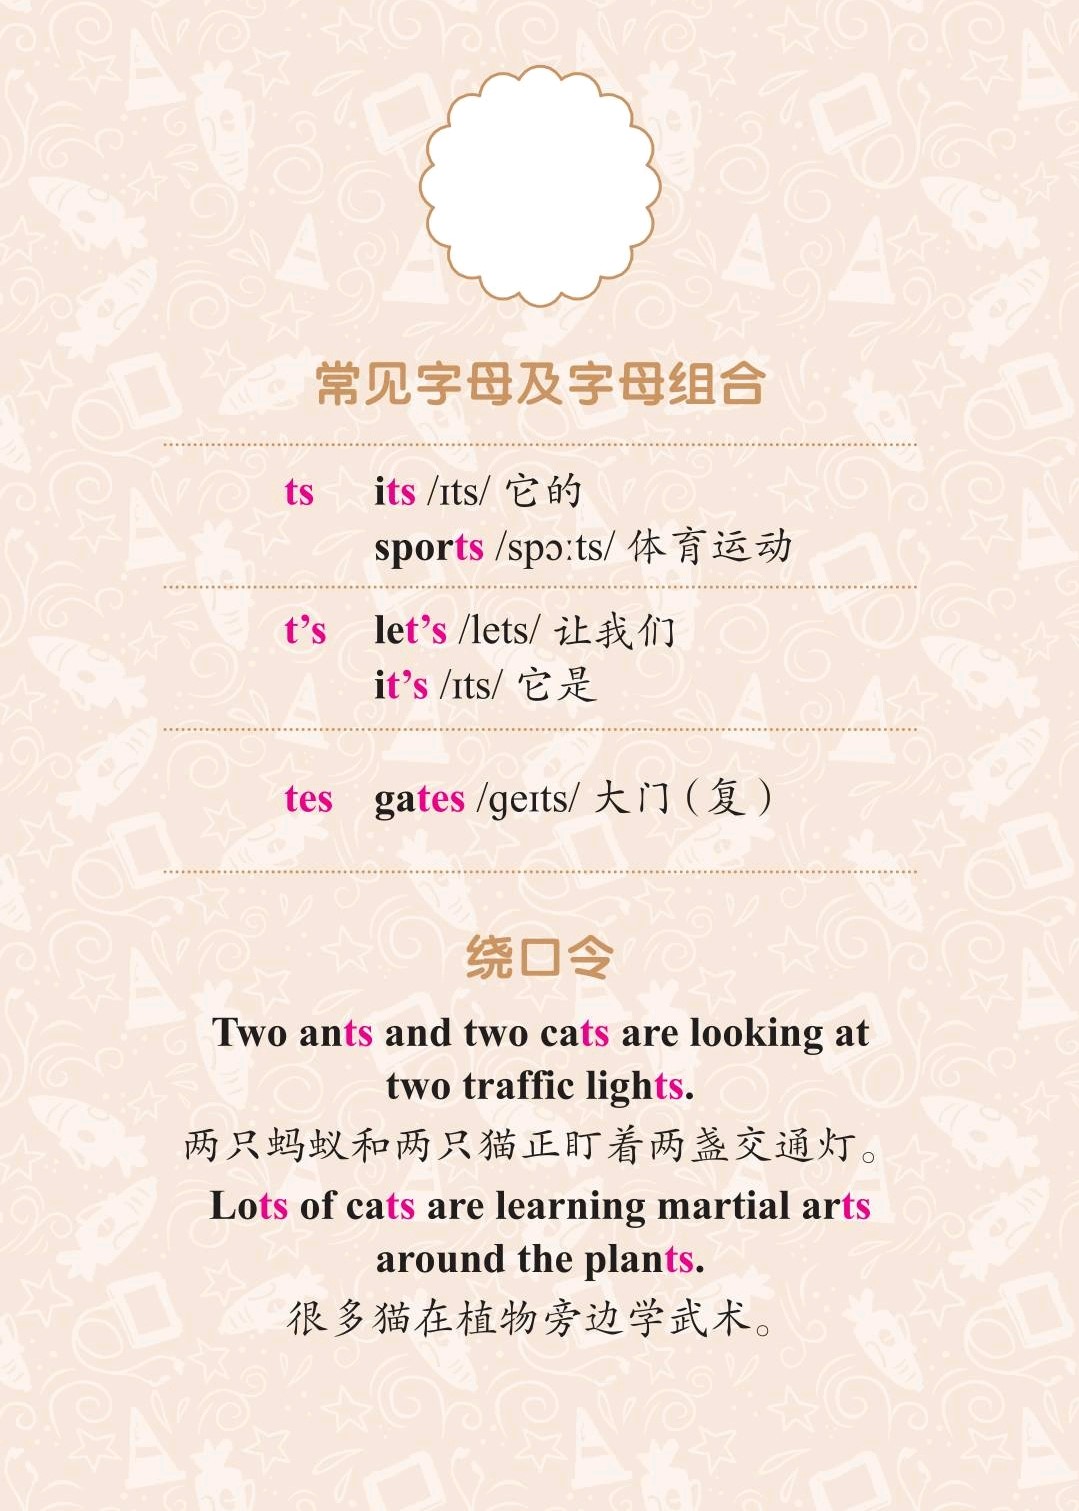 常见字母及字母组合
ts its /ɪts/ 它的
sports /spɔːts/ 体育运动
t’s let’s /lets/ 让我们
it’s /ɪts/ 它是
tes gates /ɡeɪts/ 大门（复）
绕口令
Two ants and two cats are looking at
two traffic lights.
两只蚂蚁和两只猫正盯着两盏交通灯。
Lots of cats are learning martial arts
around the plants.
很多猫在植物旁边学武术。